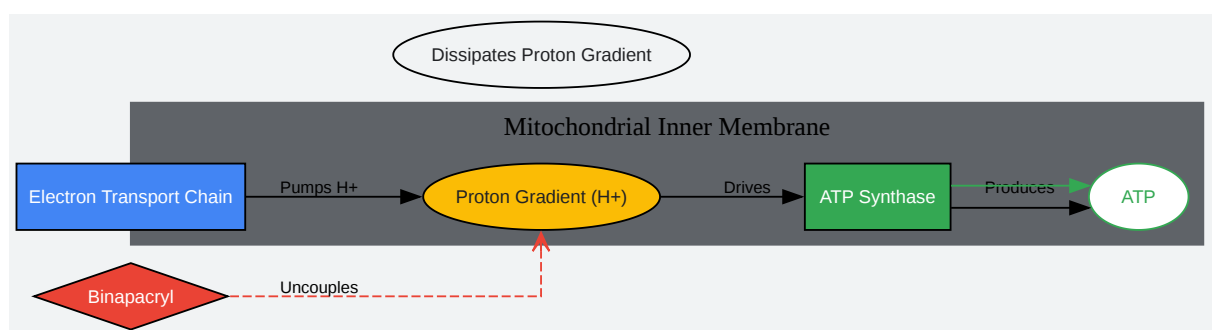 Dissipates Proton Gradient
Mitochondrial Inner Membrane
Electron Transport Chain
Pumps H+
Proton Gradient (H+)
Drives
ATP Synthase
Produces
ATP
Binapacryl
Uncouples